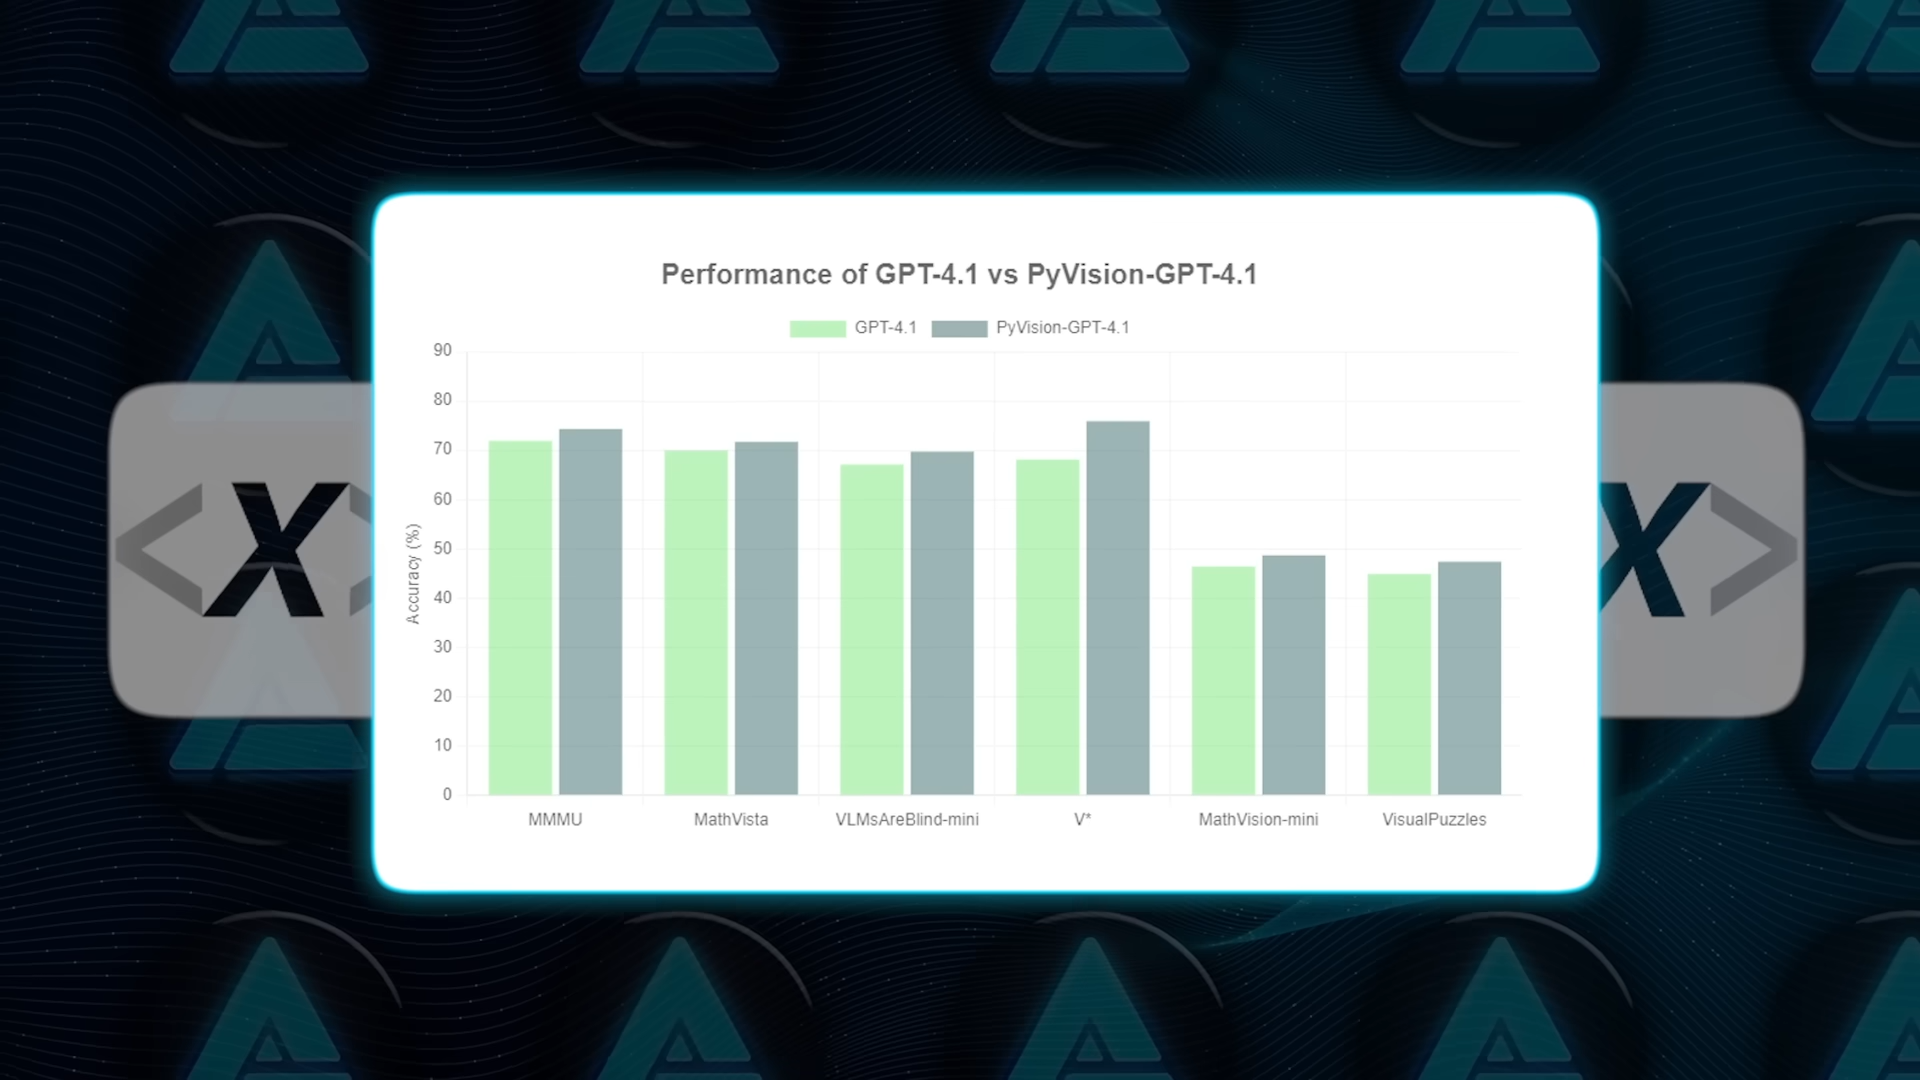 Performance of GPT-4.1 vs PyVision-GPT-4.1
GPT-4.1 PyVision-GPT-4.1
90
80
70
60
50
40
30
20
10
0
Accuracy (%)
MMMU MathVista VLMsAreBlind-mini V* MathVision-mini VisualPuzzles
<X>
X>